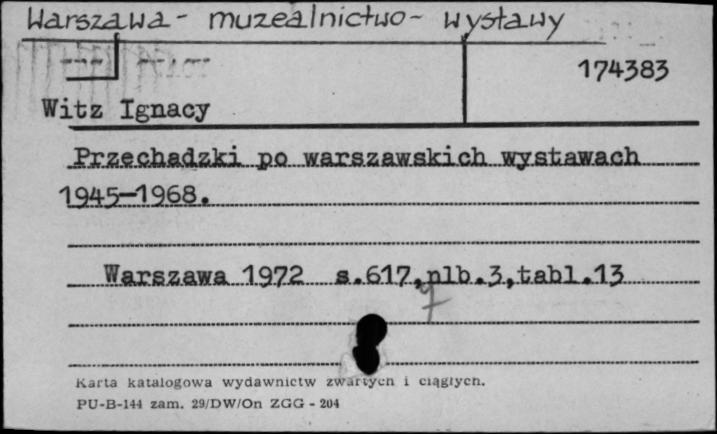 Warszawa - muzealnictwo - wystawy
174383
Witz Ignacy
Przechadzki po warszawskich wystawach
1945-1968.
Warszawa 1972 s.617,nlb.3,tabl.13
Karta katalogowa wydawnictw zwartych i ciągłych.
PU-B-144 zam. 29/DW/On ZGG - 204